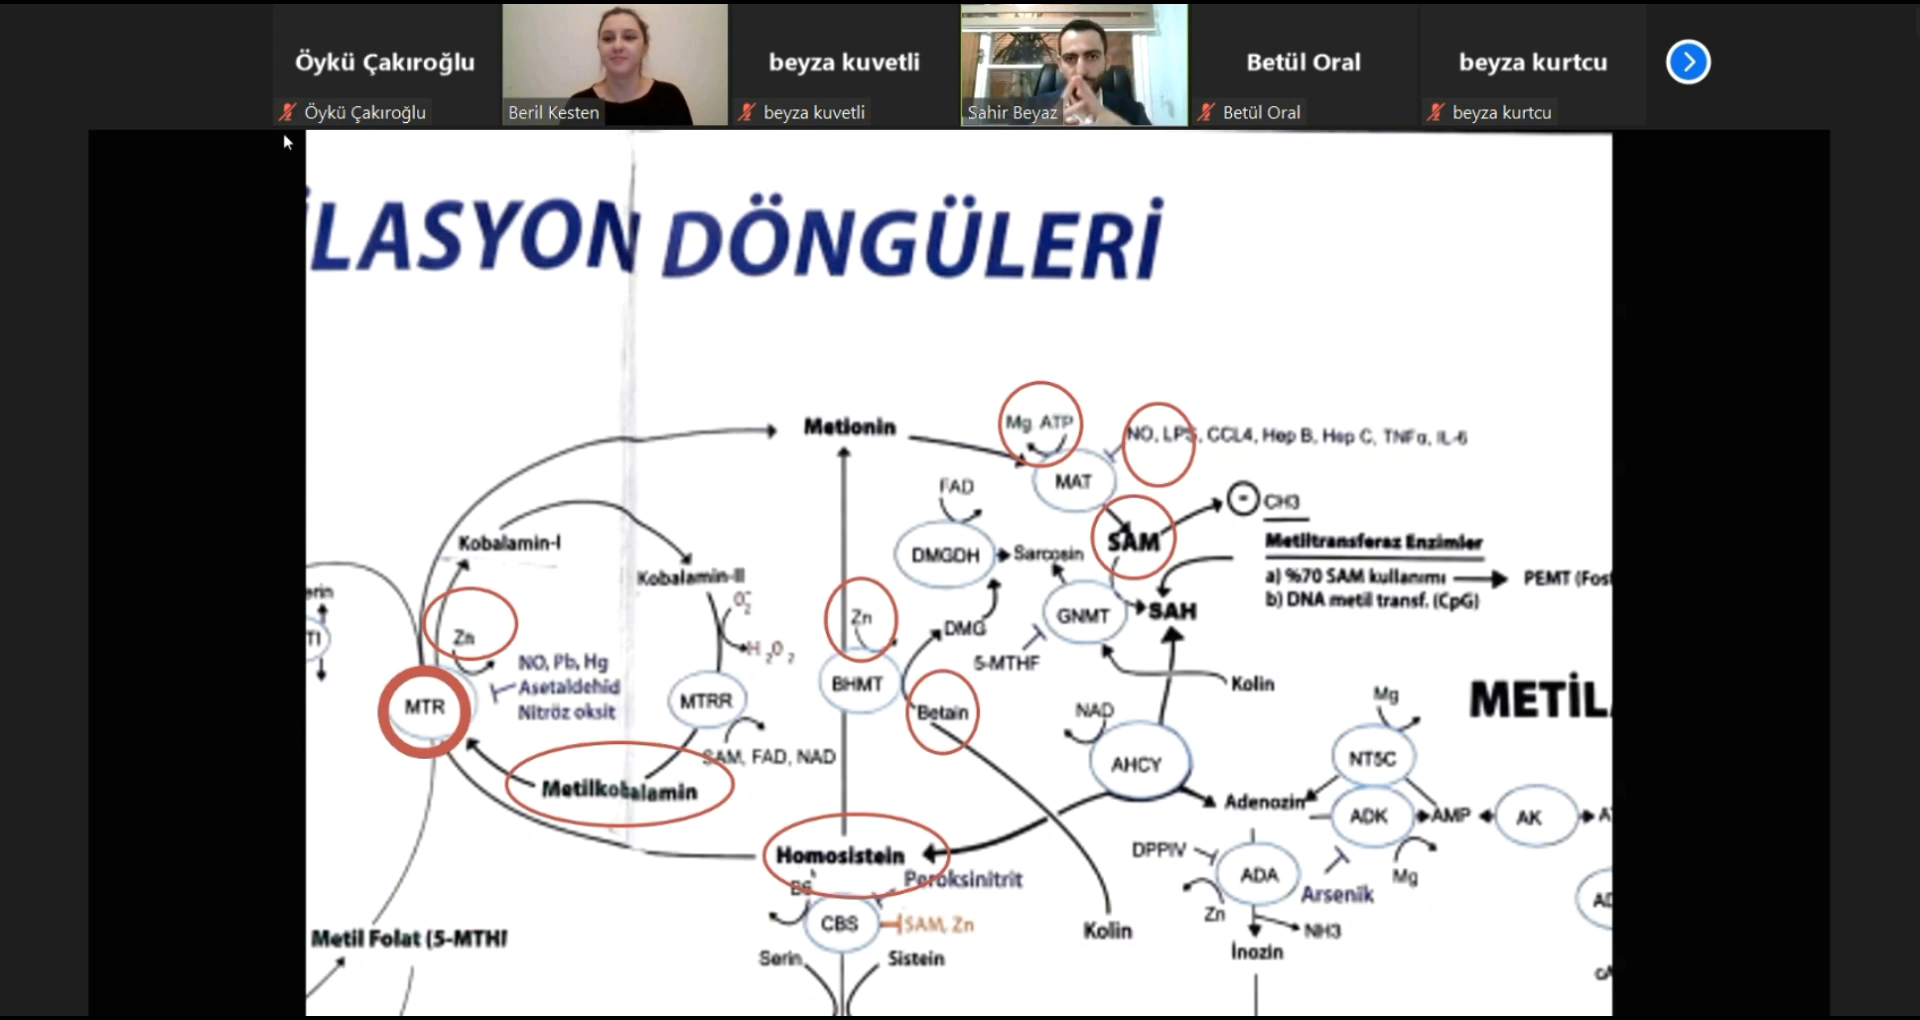 Öykü Çakıroğlu
beyza kuvetli
Betül Oral
beyza kurtcu
Öykü Çakıroğlu
Beril Kesten
beyza kuvetli
Sahir Beyaz
Betül Oral
beyza kurtcu
İLASYON DÖNGÜLERİ
Metionin
Mg ATP
NO, LPS, CCL4, Hep B, Hep C, TNFα, IL-6
MAT
FAD
CH3
Kobalamin-I
DMGDH
Sarcosin
SAM
Metiltransferaz Enzimler
a) %70 SAM kullanımı
PEMT (Fos
b) DNA metil transf. (CpG)
Kobalamin-II
erin
O2-
Zn
GNMT
SAH
TI
Zn
DMG
H2O2
5-MTHF
NO, Pb, Hg
Asetaldehid
Nitröz oksit
MTR
MTRR
BHMT
Kolin
Betain
Mg
METİL
NAD
SAM, FAD, NAD
AHCY
NT5C
Metilkobalamin
Adenozin
ADK
AMP
AK
Homosistein
DPPIV
B6
Peroksinitrit
ADA
Arsenik
Mg
CBS
SAM, Zn
Zn
NH3
Metil Folat (5-MTHI
Kolin
İnozin
Serin
Sistein